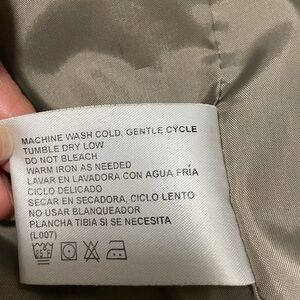 MACHINE WASH COLD, GENTLE CYCLE
TUMBLE DRY LOW
DO NOT BLEACH
WARM IRON AS NEEDED
LAVAR EN LAVADORA CON AGUA FRÍA
CICLO DELICADO
SECAR EN SECADORA, CICLO LENTO
NO USAR BLANQUEADOR
PLANCHA TIBIA SI SE NECESITA
(L007)